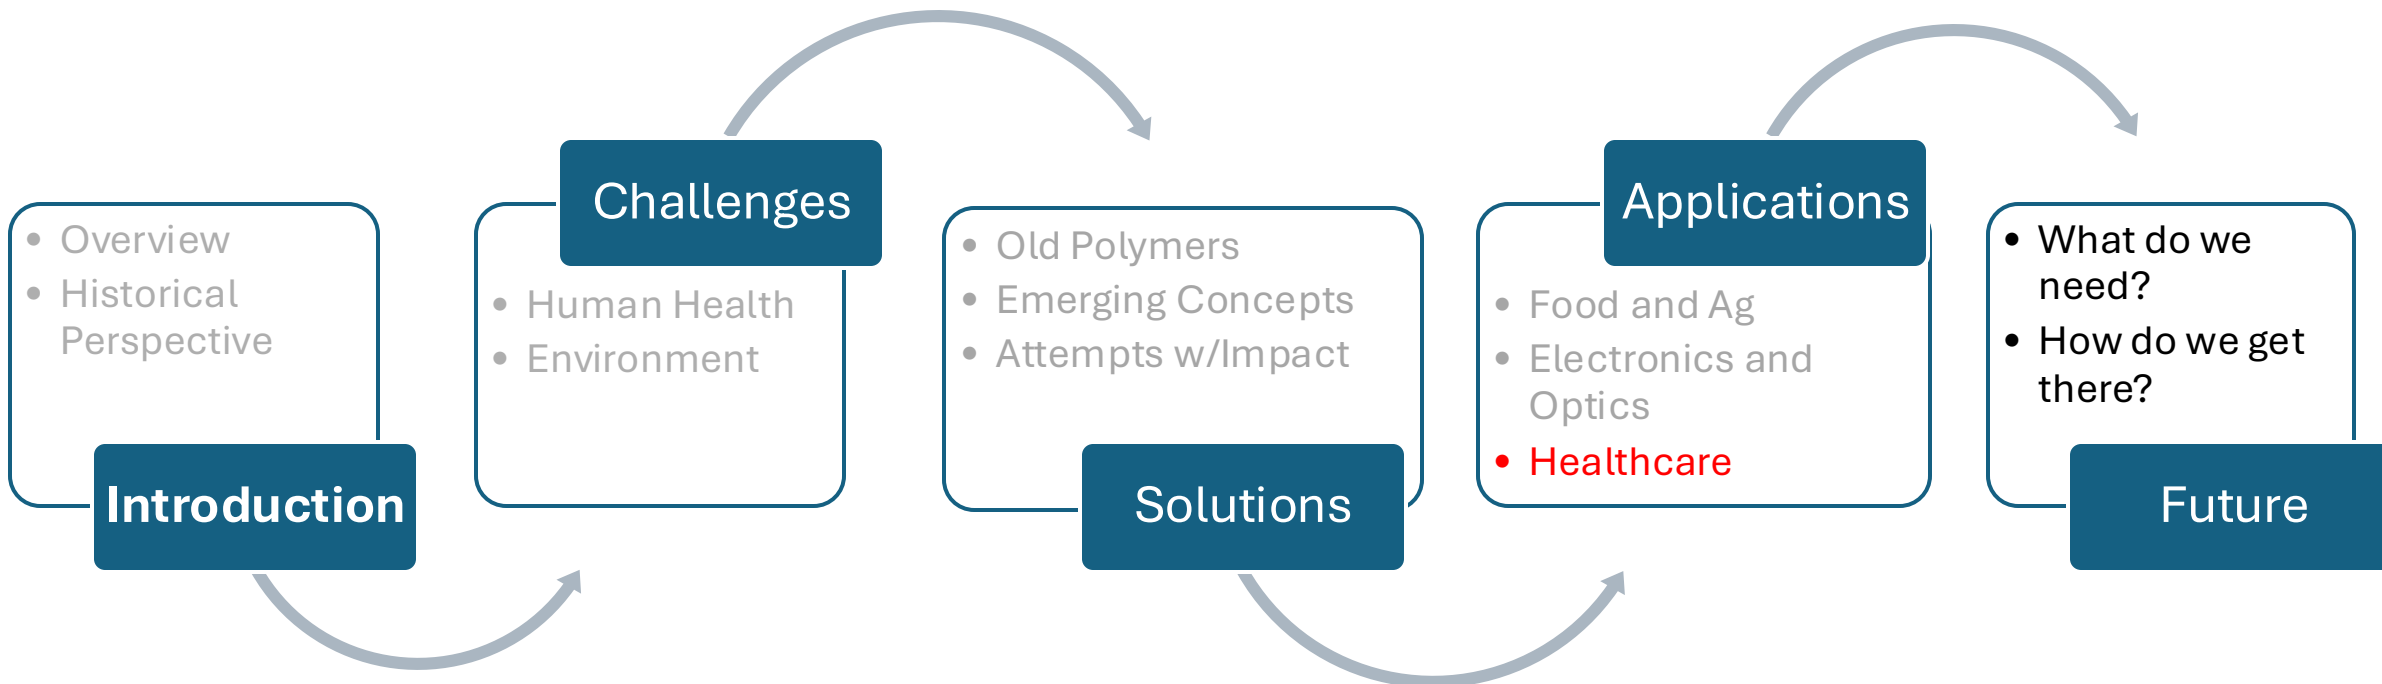 • Overview
• Historical
Perspective
Introduction
Challenges
• Human Health
• Environment
• Old Polymers
• Emerging Concepts
• Attempts w/Impact
Solutions
Applications
• Food and Ag
• Electronics and
Optics
• Healthcare
• What do we
need?
• How do we get
there?
Future